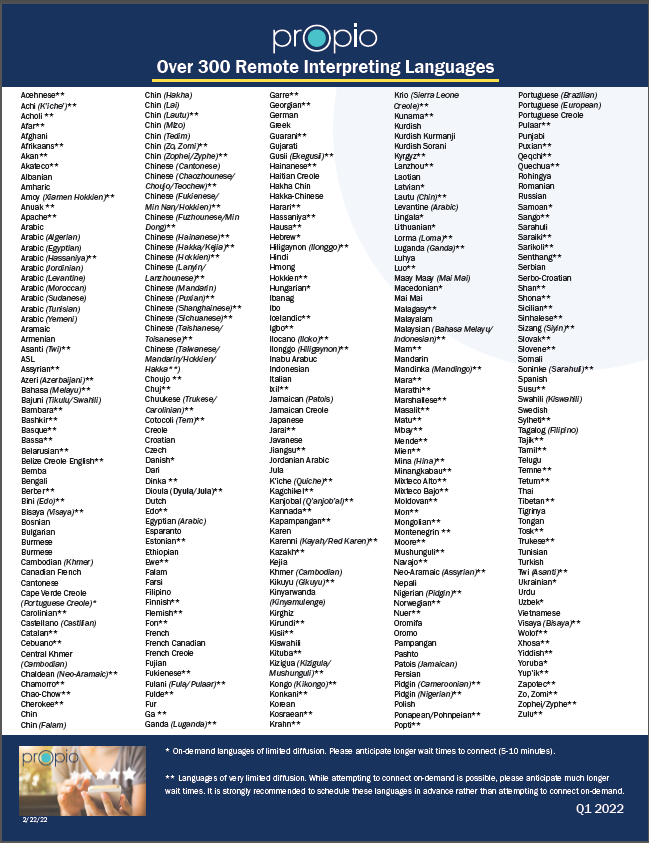 propio
Over 300 Remote Interpreting Languages
Acehnese**
Achi (K'iche')**
Acholi **
Afar**
Afghani
Afrikaans**
Akan**
Akateco**
Albanian
Amharic
Amoy (Xiamen Hokkien)**
Anuak **
Apache**
Arabic
Arabic (Algerian)
Arabic (Egyptian)
Arabic (Hassaniya)**
Arabic (Jordinian)
Arabic (Levantine)
Arabic (Moroccan)
Arabic (Sudanese)
Arabic (Tunisian)
Arabic (Yemeni)
Aramaic
Armenian
Asanti (Twi)**
ASL
Assyrian**
Azeri (Azerbaijani)**
Bahasa (Melayu)**
Bajuni (Tikulu/Swahili)
Bambara**
Bashkir**
Basque**
Bassa**
Belarusian**
Belize Creole English**
Bemba
Bengali
Berber**
Bini (Edo)**
Bisaya (Visaya)**
Bosnian
Bulgarian
Burmese
Burmese
Cambodian (Khmer)
Canadian French
Cantonese
Cape Verde Creole
(Portuguese Creole)*
Carolinian**
Castellano (Castilian)
Catalan**
Cebuano**
Central Khmer
(Cambodian)
Chaldean (Neo-Aramaic)**
Chamorro**
Chao-Chow**
Cherokee**
Chin
Chin (Falam)
Chin (Hakha)
Chin (Lai)
Chin (Lautu)**
Chin (Mizo)
Chin (Tedim)
Chin (Zo, Zomi)**
Chin (Zophei/Zyphe)**
Chinese (Cantonese)
Chinese (Chaozhounese/
Choujo/Teochew)**
Chinese (Fukienese/
Min Nan/Hokkien)**
Chinese (Fuzhounese/Min
Dong)**
Chinese (Hainanese)**
Chinese (Hakka/Kejia)**
Chinese (Hokkien)**
Chinese (Lanyin/
Lanzhounese)**
Chinese (Mandarin)
Chinese (Puxian)**
Chinese (Shanghainese)**
Chinese (Sichuanese)**
Chinese (Taishanese/
Toisanese)**
Chinese (Taiwanese/
Mandarin/Hokkien/
Hakka**)
Choujo **
Chuj**
Chuukese (Trukese/
Carolinian)**
Cotocoli (Tem)**
Creole
Croatian
Czech
Danish*
Dari
Dinka **
Dioula (Dyula/Jula)**
Dutch
Edo**
Egyptian (Arabic)
Esparanto
Estonian**
Ethiopian
Ewe**
Falam
Farsi
Filipino
Finnish**
Flemish**
Fon**
French
French Canadian
French Creole
Fujian
Fukienese**
Fulani (Fula/Pulaar)**
Fulde**
Fur
Ga **
Ganda (Luganda)**
Garre**
Georgian**
German
Greek
Guarani**
Gujarati
Gusii (Ekegusii)**
Hainanese**
Haitian Creole
Hakha Chin
Hakka-Chinese
Harari**
Hassaniya**
Hausa**
Hebrew*
Hiligaynon (Ilonggo)**
Hindi
Hmong
Hokkien**
Hungarian*
Ibanag
Ibo
Icelandic**
Igbo**
Ilocano (Iloko)**
Ilonggo (Hiligaynon)**
Inabu Arabuc
Indonesian
Italian
Ixil**
Jamaican (Patois)
Jamaican Creole
Japanese
Jarai**
Javanese
Jiangsu**
Jordanian Arabic
Jula
K'iche (Quiche)**
Kagchikel**
Kanjobal (Q'anjob'al)**
Kannada**
Kapampangan**
Karen
Karenni (Kayah/Red Karen)**
Kazakh**
Kejia
Khmer (Cambodian)
Kikuyu (Gikuyu)**
Kinyarwanda
(Kinyamulenge)
Kirghiz
Kirundi**
Kisii**
Kiswahili
Kituba**
Kizigua (Kizigula/
Mushunguli)**
Kongo (Kikongo)**
Konkani**
Korean
Kosraean**
Krahn**
Krio (Sierra Leone
Creole)**
Kunama**
Kurdish
Kurdish Kurmanji
Kurdish Sorani
Kyrgyz**
Lanzhou**
Laotian
Latvian*
Lautu (Chin)**
Levantine (Arabic)
Lingala*
Lithuanian*
Lorma (Loma)**
Luganda (Ganda)**
Luhya
Luo**
Maay Maay (Mai Mai)
Macedonian*
Mai Mai
Malagasy**
Malayalam
Malaysian (Bahasa Melayu/
Indonesian)**
Mam**
Mandarin
Mandinka (Mandingo)**
Mara**
Marathi**
Marshallese**
Masalit**
Matu**
Mbay**
Mende**
Mien**
Mina (Hina)**
Minangkabau**
Mixteco Alto**
Mixteco Bajo**
Moldovan**
Mon**
Mongolian**
Montenegrin **
Moore**
Mushunguli**
Navajo**
Neo-Aramaic (Assyrian)**
Nepali
Nigerian (Pidgin)**
Norwegian**
Nuer**
Oromifa
Oromo
Pampangan
Pashto
Patois (Jamaican)
Persian
Pidgin (Cameroonian)**
Pidgin (Nigerian)**
Polish
Ponapean/Pohnpeian**
Popti**
Portuguese (Brazilian)
Portuguese (European)
Portuguese Creole
Pulaar**
Punjabi
Puxian**
Qeqchi**
Quechua**
Rohingya
Romanian
Russian
Samoan*
Sango**
Sarahuli
Saraiki**
Sarikoli**
Senthang**
Serbian
Serbo-Croatian
Shan**
Shona**
Sicilian**
Sinhalese**
Sizang (Siyin)**
Slovak**
Slovene**
Somali
Soninke (Sarahuli)**
Spanish
Susu**
Swahili (Kiswahili)
Swedish
Sylheti**
Tagalog (Filipino)
Tajik**
Tamil**
Telugu
Temne**
Tetum**
Thai
Tibetan**
Tigrinya
Tongan
Tosk**
Trukese**
Tunisian
Turkish
Twi (Asanti)**
Ukrainian*
Urdu
Uzbek*
Vietnamese
Visaya (Bisaya)**
Wolof**
Xhosa**
Yiddish**
Yoruba*
Yup'ik**
Zapotec**
Zo, Zomi**
Zophei/Zyphe**
Zulu**
propio
2/22/22
* On-demand languages of limited diffusion. Please anticipate longer wait times to connect (5-10 minutes).
** Languages of very limited diffusion. While attempting to connect on-demand is possible, please anticipate much longer
wait times. It is strongly recommended to schedule these languages in advance rather than attempting to connect on-demand.
Q1 2022